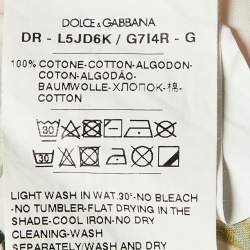 DOLCE & GABBANA
DR - L5JD6K / G7I4R - G
100% COTONE-COTTON-ALGODON-
COTON-ALGODÃO-
BAUMWOLLE-ХЛОПОК-棉-
COTTON
30
30
LIGHT WASH IN WAT.30°-NO BLEACH
-NO TUMBLER-FLAT DRYING IN THE
SHADE-COOL IRON-NO DRY
CLEANING-WASH
SEPARATELY/WASH AND DRY